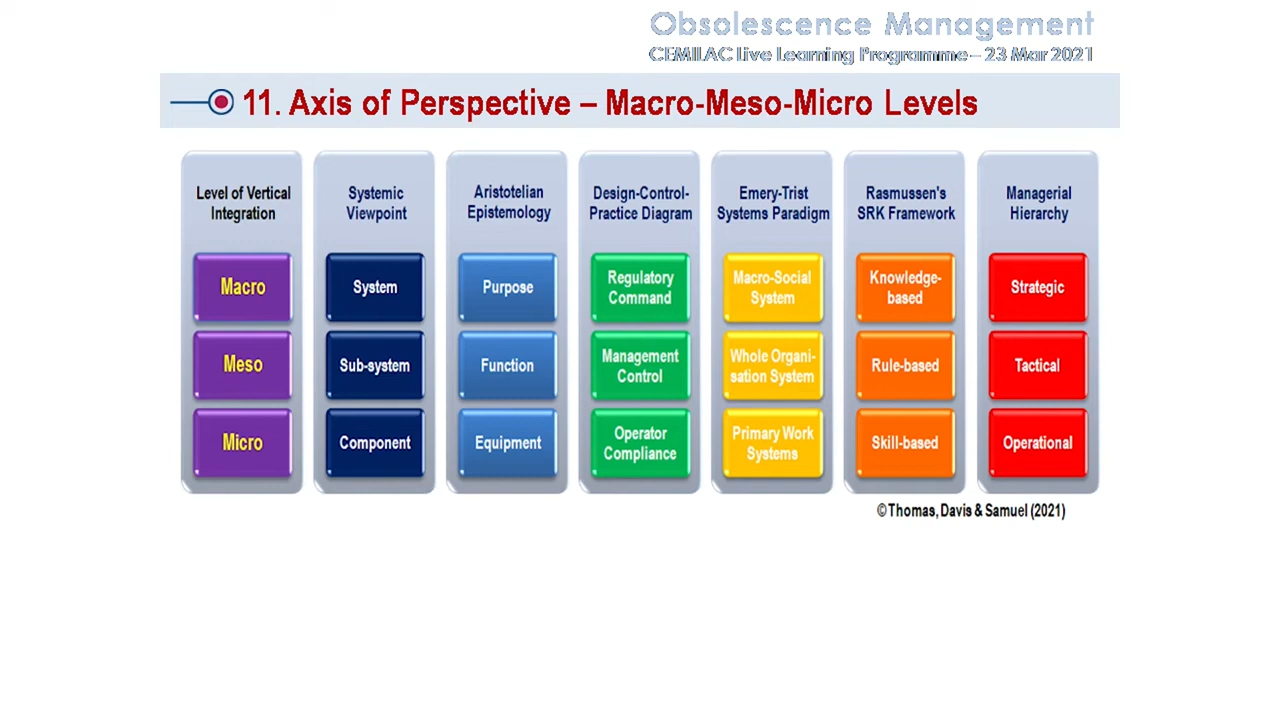 Obsolescence Management
CEMILAC Live Learning Programme – 23 Mar 2021
11. Axis of Perspective – Macro-Meso-Micro Levels
Level of Vertical
Integration
Macro
Meso
Micro
Systemic
Viewpoint
System
Sub-system
Component
Aristotelian
Epistemology
Purpose
Function
Equipment
Design-Control-
Practice Diagram
Regulatory
Command
Management
Control
Operator
Compliance
Emery-Trist
Systems Paradigm
Macro-Social
System
Whole Organi-
sation System
Primary Work
Systems
Rasmussen's
SRK Framework
Knowledge-
based
Rule-based
Skill-based
Managerial
Hierarchy
Strategic
Tactical
Operational
©Thomas, Davis & Samuel (2021)